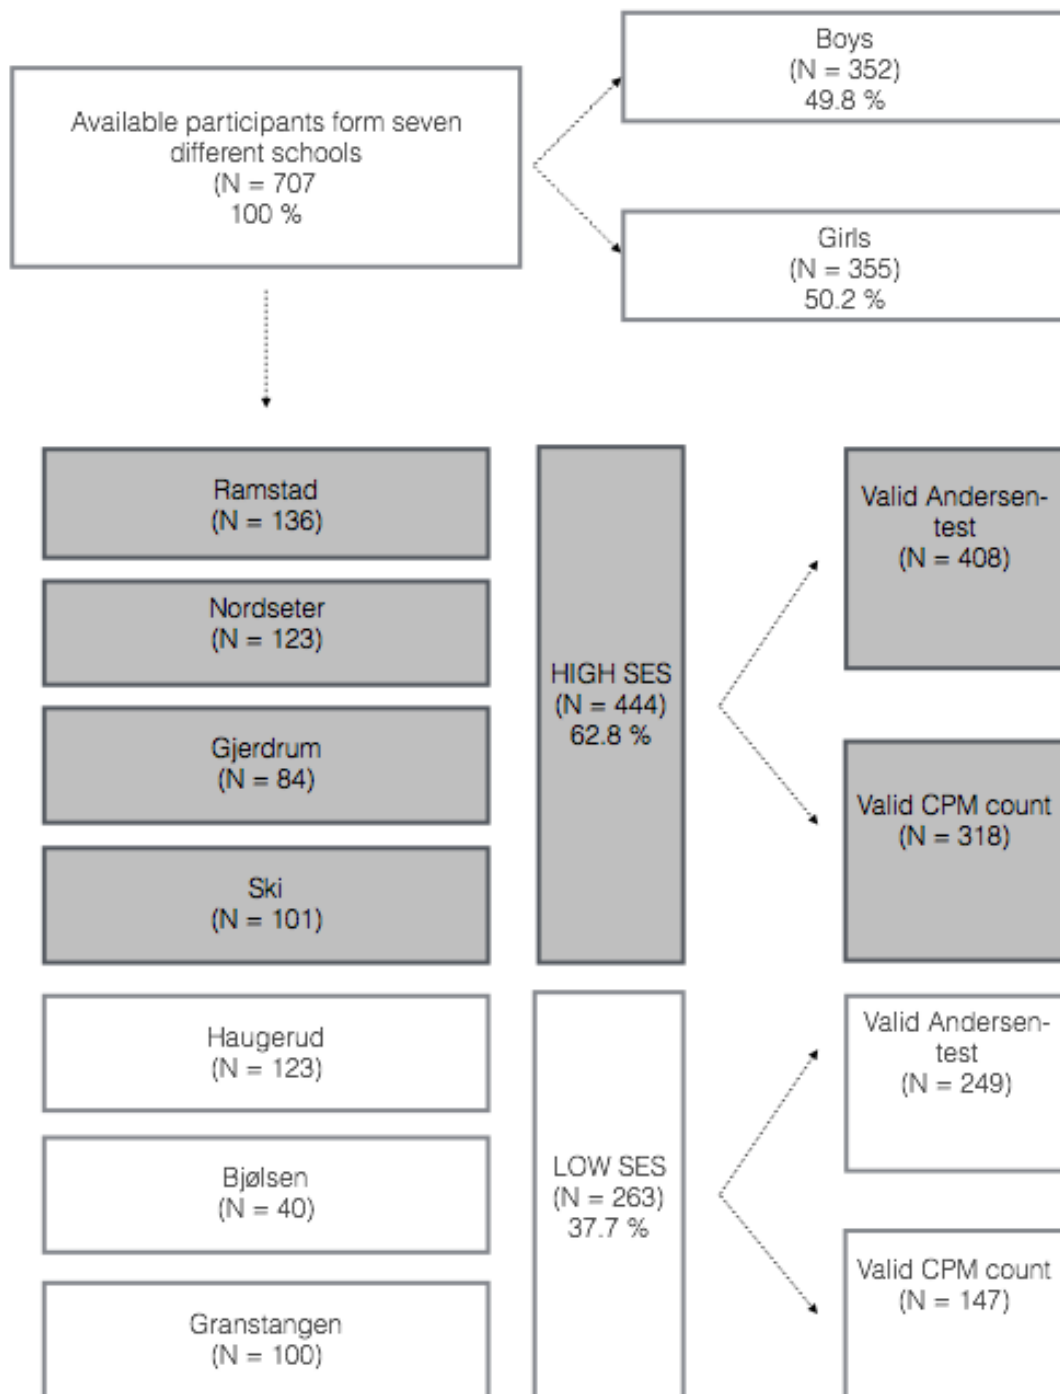 Available participants form seven
different schools
(N = 707
100 %
Boys
(N = 352)
49.8 %
Girls
(N = 355)
50.2 %
Ramstad
(N = 136)
Nordseter
(N = 123)
Gjerdrum
(N = 84)
Ski
(N = 101)
HIGH SES
(N = 444)
62.8 %
Valid Andersen-
test
(N = 408)
Valid CPM count
(N = 318)
Haugerud
(N = 123)
Bjølsen
(N = 40)
Granstangen
(N = 100)
LOW SES
(N = 263)
37.7 %
Valid Andersen-
test
(N = 249)
Valid CPM count
(N = 147)